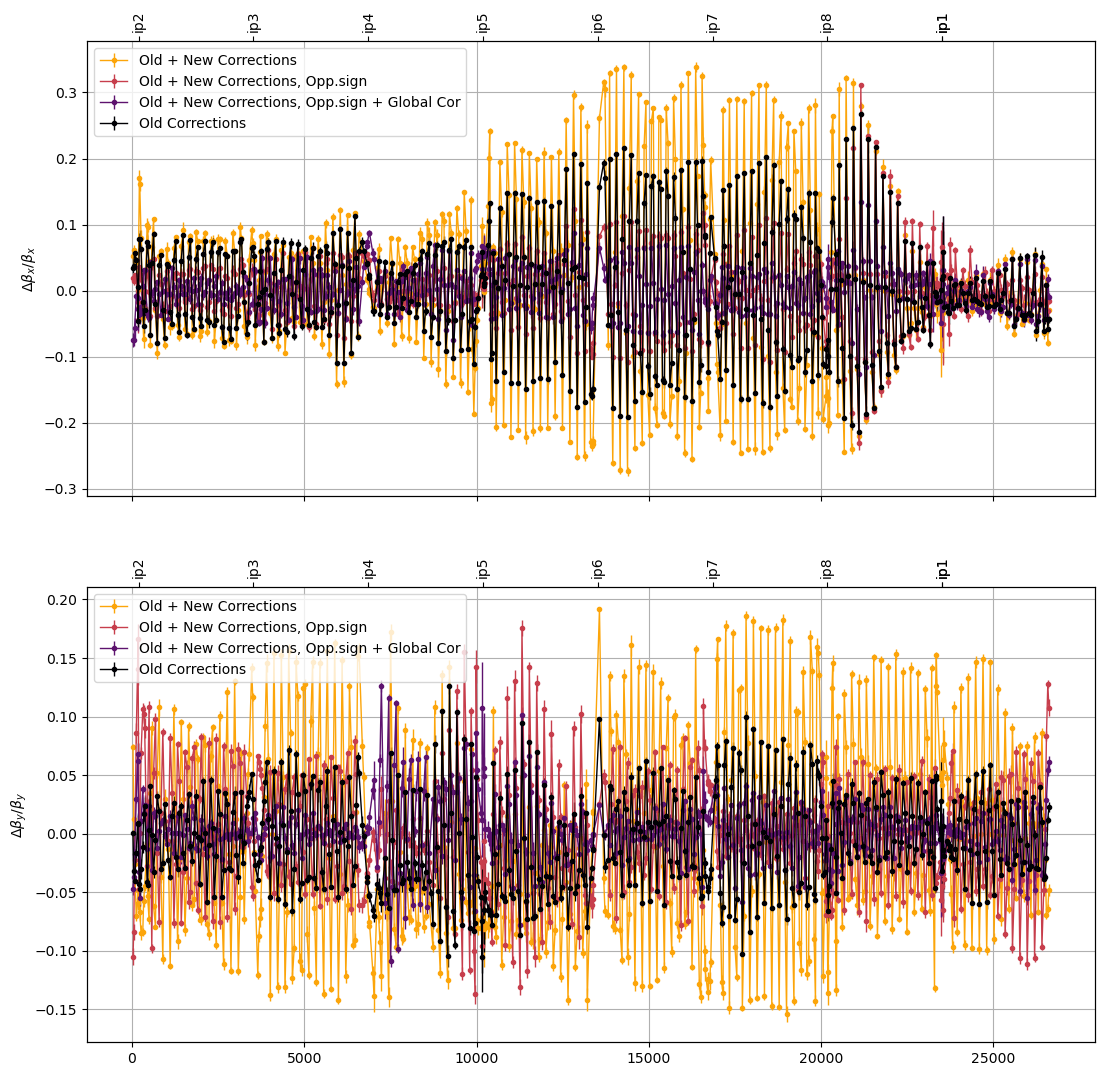 ip2 ip3 ip4 ip5 ip6 ip7 ip8 ip1
Old + New Corrections
Old + New Corrections, Opp.sign
Old + New Corrections, Opp.sign + Global Cor
Old Corrections
Δβx/βx
0.3
0.2
0.1
0.0
−0.1
−0.2
−0.3
ip2 ip3 ip4 ip5 ip6 ip7 ip8 ip1
Old + New Corrections
Old + New Corrections, Opp.sign
Old + New Corrections, Opp.sign + Global Cor
Old Corrections
Δβy/βy
0.20
0.15
0.10
0.05
0.00
−0.05
−0.10
−0.15
0 5000 10000 15000 20000 25000